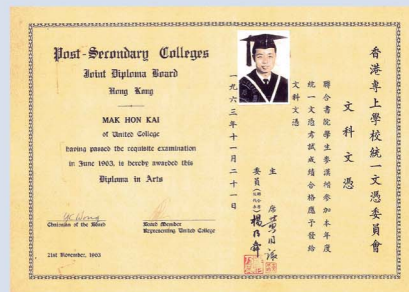 Post-Secondary Colleges
Joint Diploma Board
Hong Kong
MAK HON KAI
of United College
having passed the requisite examination
in June 1963, is hereby awarded this
Diploma in Arts
Y.C. Wong
Chairman of the Board
Board Member
Representing United College
21st November, 1963
香港專上學校統一文憑委員會
文科文憑
聯合書院學生麥漢 參加本年度
統一文憑考試成績合格應予發給
文科文憑
主席
委員
楊乃舜
一九六三年十一月二十一日